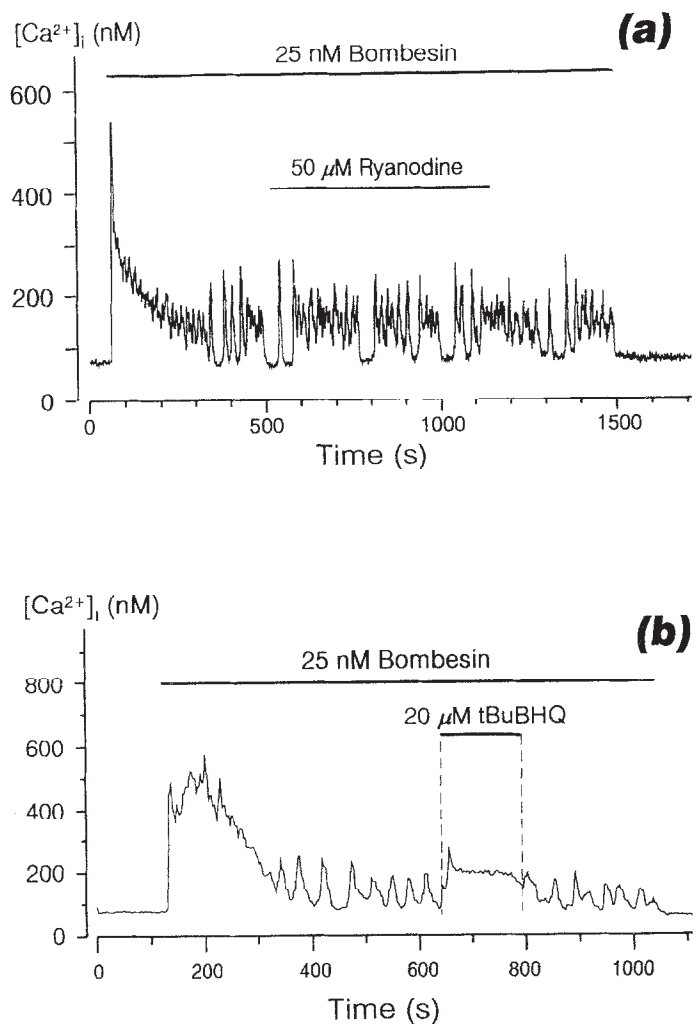 [Ca²⁺]ᵢ (nM)
(a)
25 nM Bombesin
600
50 μM Ryanodine
400
200
0
0 500 1000 1500
Time (s)
[Ca²⁺]ᵢ (nM)
(b)
25 nM Bombesin
800
20 μM tBuBHQ
600
400
200
0
0 200 400 600 800 1000
Time (s)